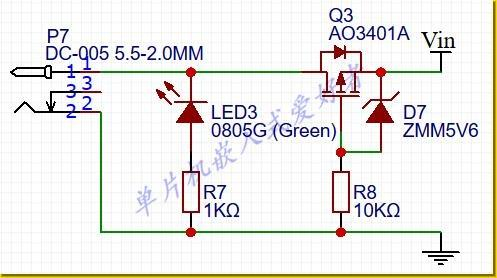 P7
DC-005 5.5-2.0MM
1 1
3 3
2 2
LED3
0805G (Green)
R7
1KΩ
Q3
AO3401A
Vin
D7
ZMM5V6
R8
10KΩ
单片机嵌入式爱好者